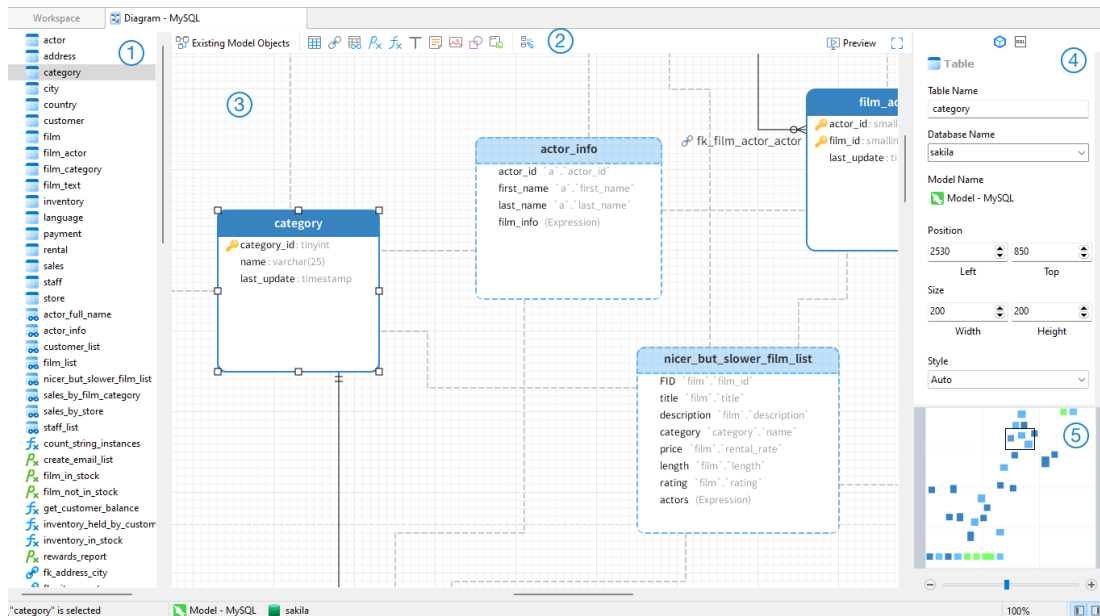 Workspace
Diagram - MySQL
actor
address
category
city
country
customer
film
film_actor
film_category
film_text
inventory
language
payment
rental
sales
staff
store
actor_full_name
actor_info
customer_list
film_list
nicer_but_slower_film_list
sales_by_film_category
sales_by_store
staff_list
count_string_instances
create_email_list
film_in_stock
film_not_in_stock
get_customer_balance
inventory_held_by_custom
inventory_in_stock
rewards_report
fk_address_city
1
Existing Model Objects
2
Preview
3
category
category_id: tinyint
name: varchar(25)
last_update: timestamp
actor_info
actor_id `a`.`actor_id`
first_name `a`.`first_name`
last_name `a`.`last_name`
film_info (Expression)
fk_film_actor_actor
film_ac
actor_id: small
film_id: smallin
last_update: ti
nicer_but_slower_film_list
FID `film`.`film_id`
title `film`.`title`
description `film`.`description`
category `category`.`name`
price `film`.`rental_rate`
length `film`.`length`
rating `film`.`rating`
actors (Expression)
DDL
4
Table
Table Name
category
Database Name
sakila
Model Name
Model - MySQL
Position
2530 850
Left Top
Size
200 200
Width Height
Style
Auto
5
"category" is selected
Model - MySQL sakila
100%